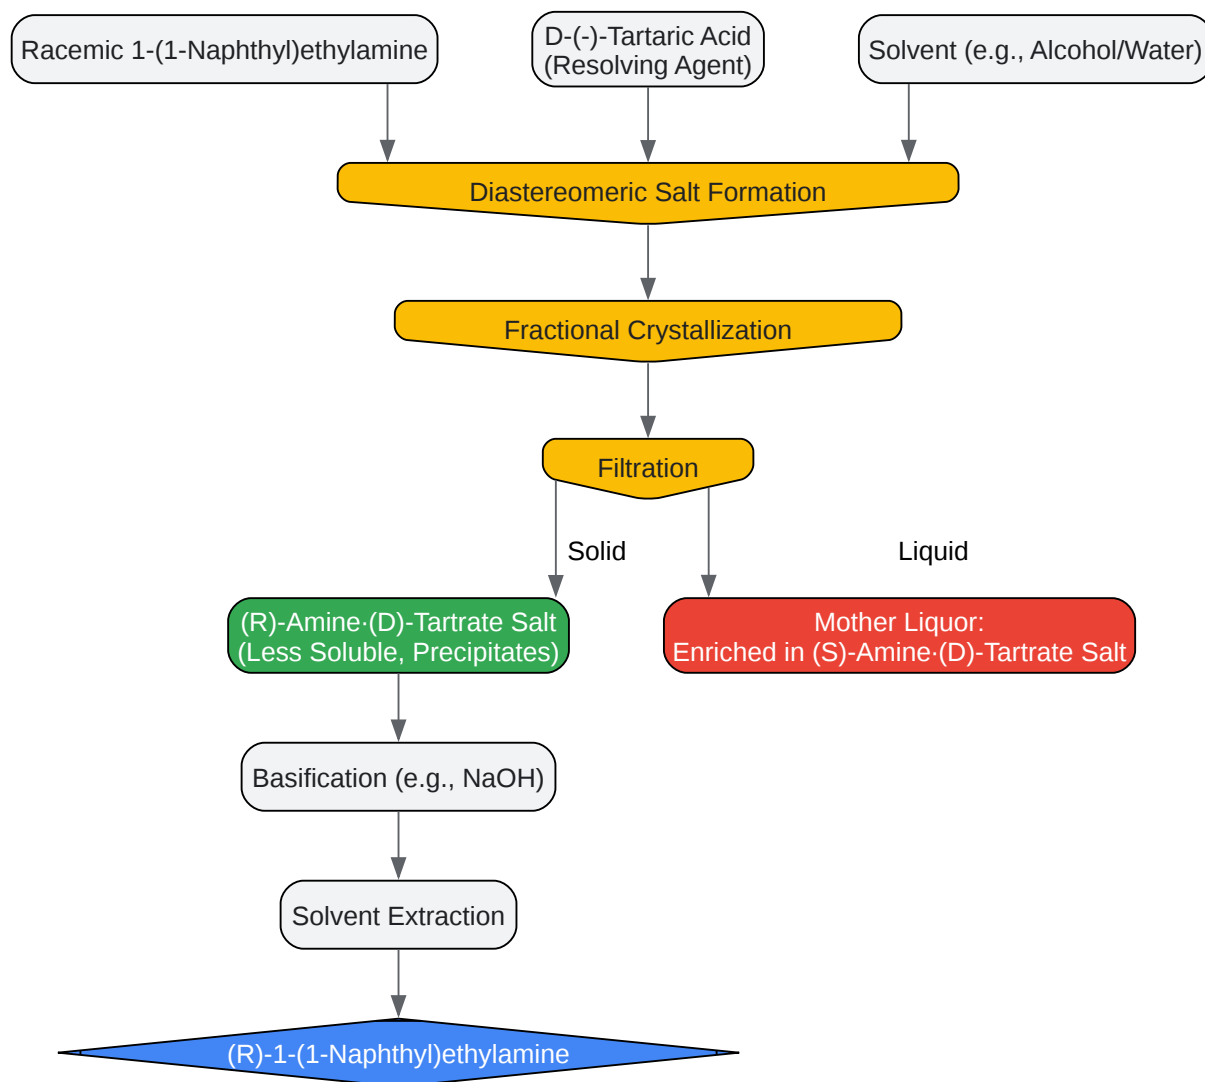 Racemic 1-(1-Naphthyl)ethylamine
D-(-)-Tartaric Acid
(Resolving Agent)
Solvent (e.g., Alcohol/Water)
Diastereomeric Salt Formation
Fractional Crystallization
Filtration
Solid
Liquid
(R)-Amine·(D)-Tartrate Salt
(Less Soluble, Precipitates)
Mother Liquor:
Enriched in (S)-Amine·(D)-Tartrate Salt
Basification (e.g., NaOH)
Solvent Extraction
(R)-1-(1-Naphthyl)ethylamine